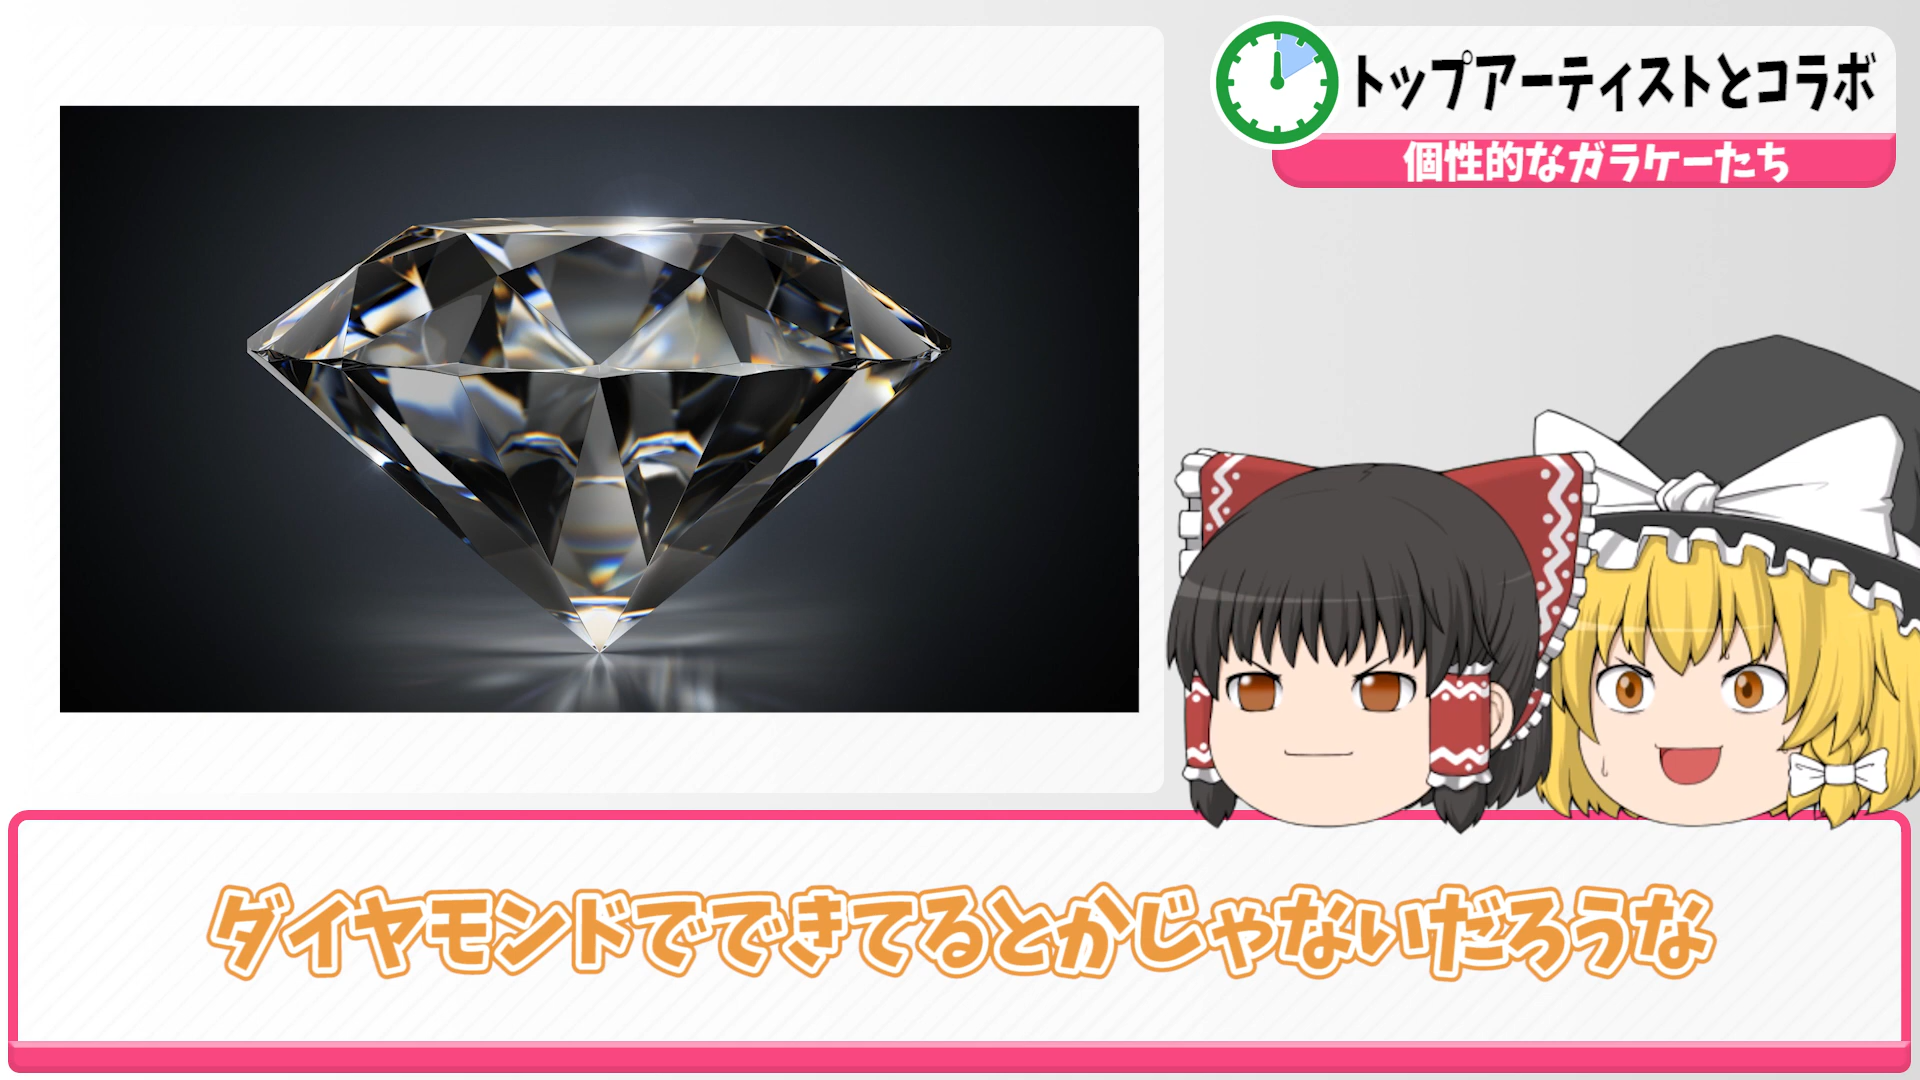 トップアーティストとコラボ
個性的なガラケーたち
ダイヤモンドでできてるとかじゃないだろうな